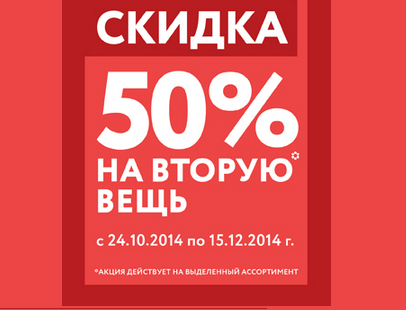 СКИДКА
50%
НА ВТОРУЮ*
ВЕЩЬ
с 24.10.2014 по 15.12.2014 г.
*АКЦИЯ ДЕЙСТВУЕТ НА ВЫДЕЛЕННЫЙ АССОРТИМЕНТ